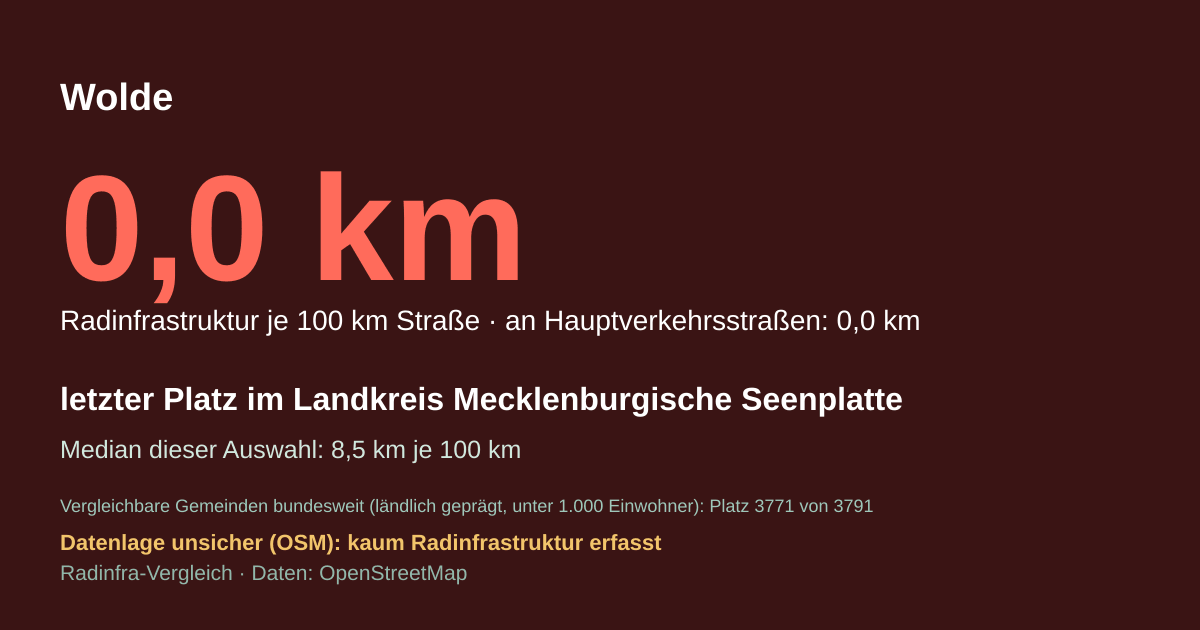 Wolde
0,0 km
Radinfrastruktur je 100 km Straße · an Hauptverkehrsstraßen: 0,0 km
letzter Platz im Landkreis Mecklenburgische Seenplatte
Median dieser Auswahl: 8,5 km je 100 km
Vergleichbare Gemeinden bundesweit (ländlich geprägt, unter 1.000 Einwohner): Platz 3771 von 3791
Datenlage unsicher (OSM): kaum Radinfrastruktur erfasst
Radinfra-Vergleich · Daten: OpenStreetMap